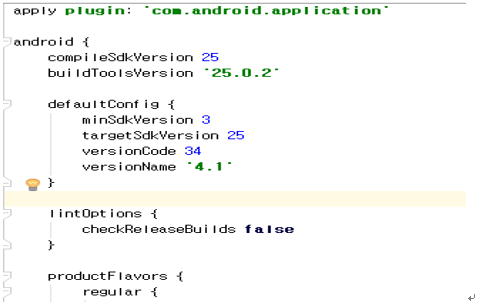 apply plugin: 'com.android.application'
android {
compileSdkVersion 25
buildToolsVersion '25.0.2'
defaultConfig {
minSdkVersion 3
targetSdkVersion 25
versionCode 34
versionName '4.1'
}
lintOptions {
checkReleaseBuilds false
}
productFlavors {
regular {